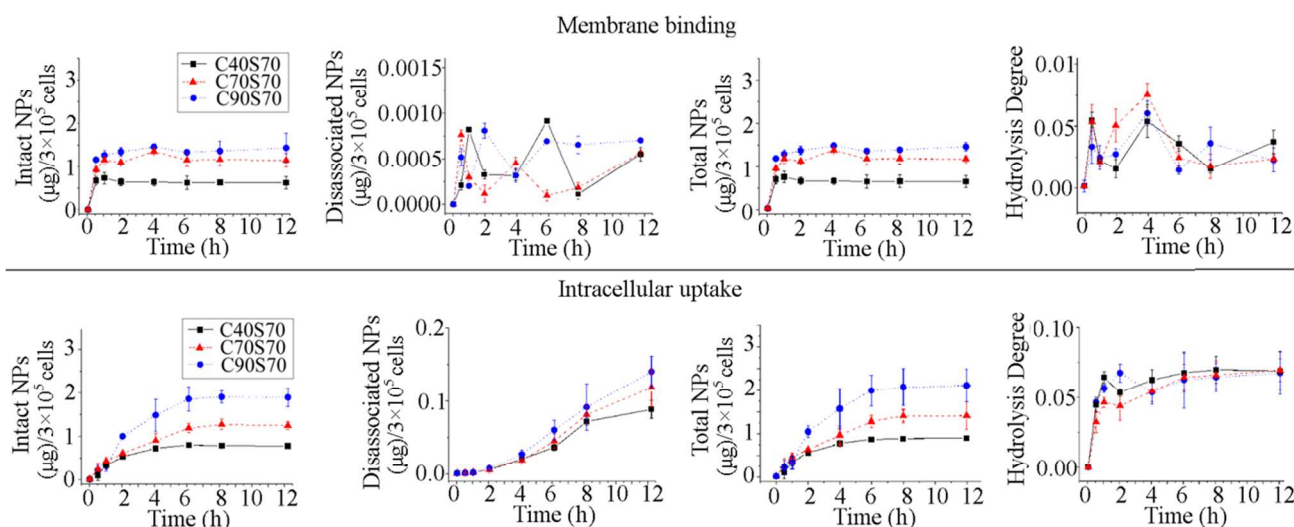 Membrane binding
Intact NPs
(µg)/3×10⁵ cells
3
2
1
0
C40S70
C70S70
C90S70
0 2 4 6 8 10 12
Time (h)
Disassociated NPs
(µg)/3×10⁵ cells
0.0015
0.0010
0.0005
0.0000
0 2 4 6 8 10 12
Time (h)
Total NPs
(µg)/3×10⁵ cells
3
2
1
0
0 2 4 6 8 10 12
Time (h)
Hydrolysis Degree
0.01
0.005
0.00
0 2 4 6 8 10 12
Time (h)
Intracellular uptake
Intact NPs
(µg)/3×10⁵ cells
3
2
1
0
C40S70
C70S70
C90S70
0 2 4 6 8 10 12
Time (h)
Disassociated NPs
(µg)/3×10⁵ cells
0.2
0.1
0.0
0 2 4 6 8 10 12
Time (h)
Total NPs
(µg)/3×10⁵ cells
3
2
1
0
0 2 4 6 8 10 12
Time (h)
Hydrolysis Degree
0.10
0.05
0.00
0 2 4 6 8 10 12
Time (h)